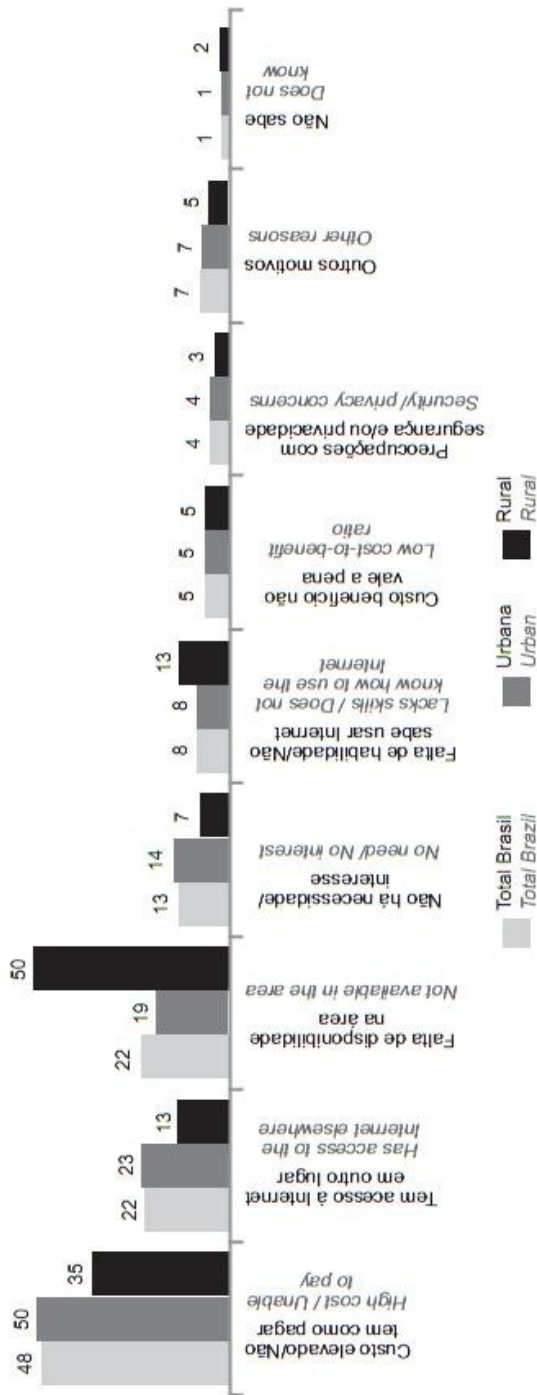 48
50
35
Custo elevado/Não
tem como pagar
High cost / Unable
to pay
22
23
13
Tem acesso à Internet
em outro lugar
Has access to the
Internet elsewhere
22
19
50
Falta de disponibilidade
na área
Not available in the area
13
14
7
Não há necessidade/
interesse
No need/ No interest
8
8
13
Falta de habilidade/Não
sabe usar Internet
Lacks skills / Does not
know how to use the
Internet
5
5
5
Custo benefício não
vale a pena
Low cost-to-benefit
ratio
4
4
3
Preocupações com
segurança e/ou privacidade
Security/ privacy concerns
7
7
5
Outros motivos
Other reasons
1
1
2
Não sabe
Does not
know
Total Brasil
Total Brazil
Urbana
Urban
Rural
Rural